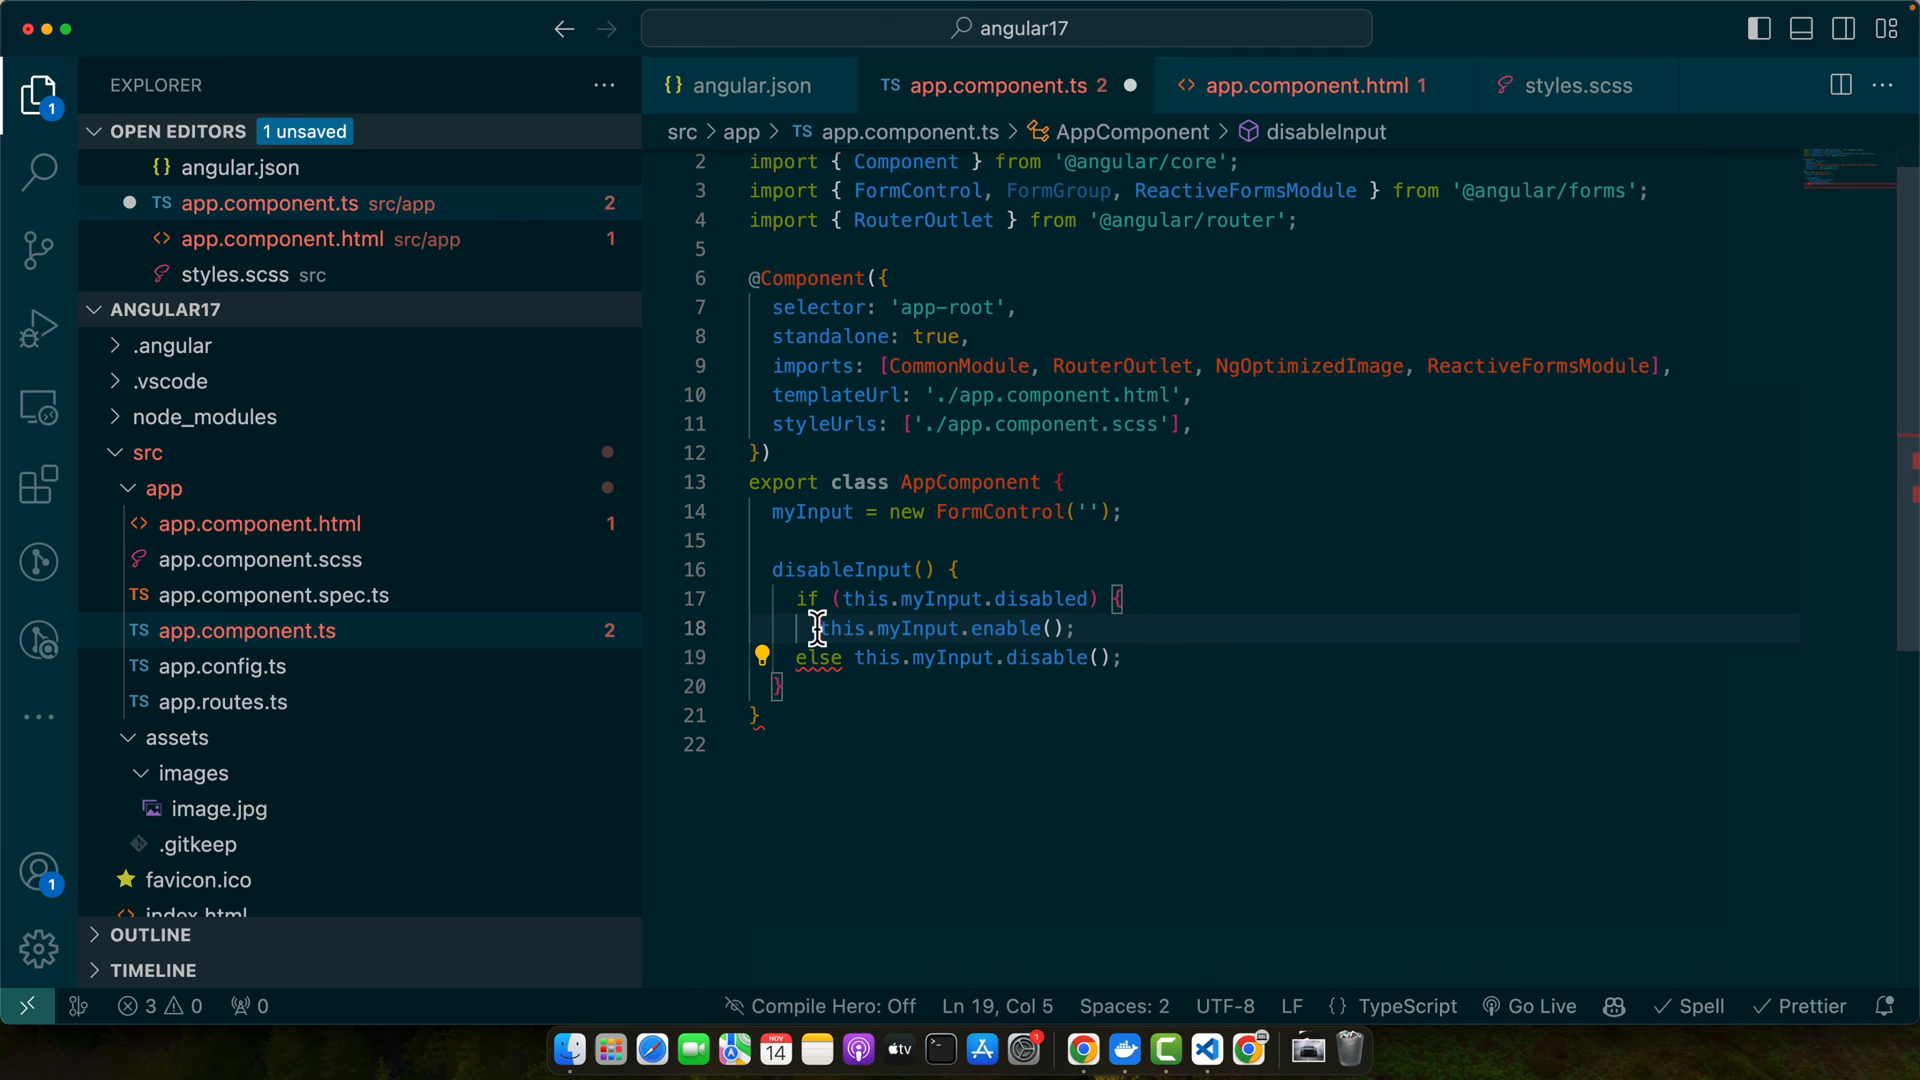 angular17
EXPLORER
OPEN EDITORS 1 unsaved
angular.json
TS app.component.ts src/app 2
app.component.html src/app 1
styles.scss src
ANGULAR17
.angular
.vscode
node_modules
src
app
app.component.html 1
app.component.scss
TS app.component.spec.ts
TS app.component.ts 2
TS app.config.ts
TS app.routes.ts
assets
images
image.jpg
.gitkeep
favicon.ico
index.html
OUTLINE
TIMELINE
1
1
angular.json TS app.component.ts 2 app.component.html 1 styles.scss
src > app > TS app.component.ts > AppComponent > disableInput
2 import { Component } from '@angular/core';
3 import { FormControl, FormGroup, ReactiveFormsModule } from '@angular/forms';
4 import { RouterOutlet } from '@angular/router';
5
6 @Component({
7 selector: 'app-root',
8 standalone: true,
9 imports: [CommonModule, RouterOutlet, NgOptimizedImage, ReactiveFormsModule],
10 templateUrl: './app.component.html',
11 styleUrls: ['./app.component.scss'],
12 })
13 export class AppComponent {
14 myInput = new FormControl('');
15
16 disableInput() {
17 if (this.myInput.disabled) {
18 this.myInput.enable();
19 else this.myInput.disable();
20 }
21 }
22
3 0 0 Compile Hero: Off Ln 19, Col 5 Spaces: 2 UTF-8 LF {} TypeScript Go Live Spell Prettier
NOV 14 tv 1